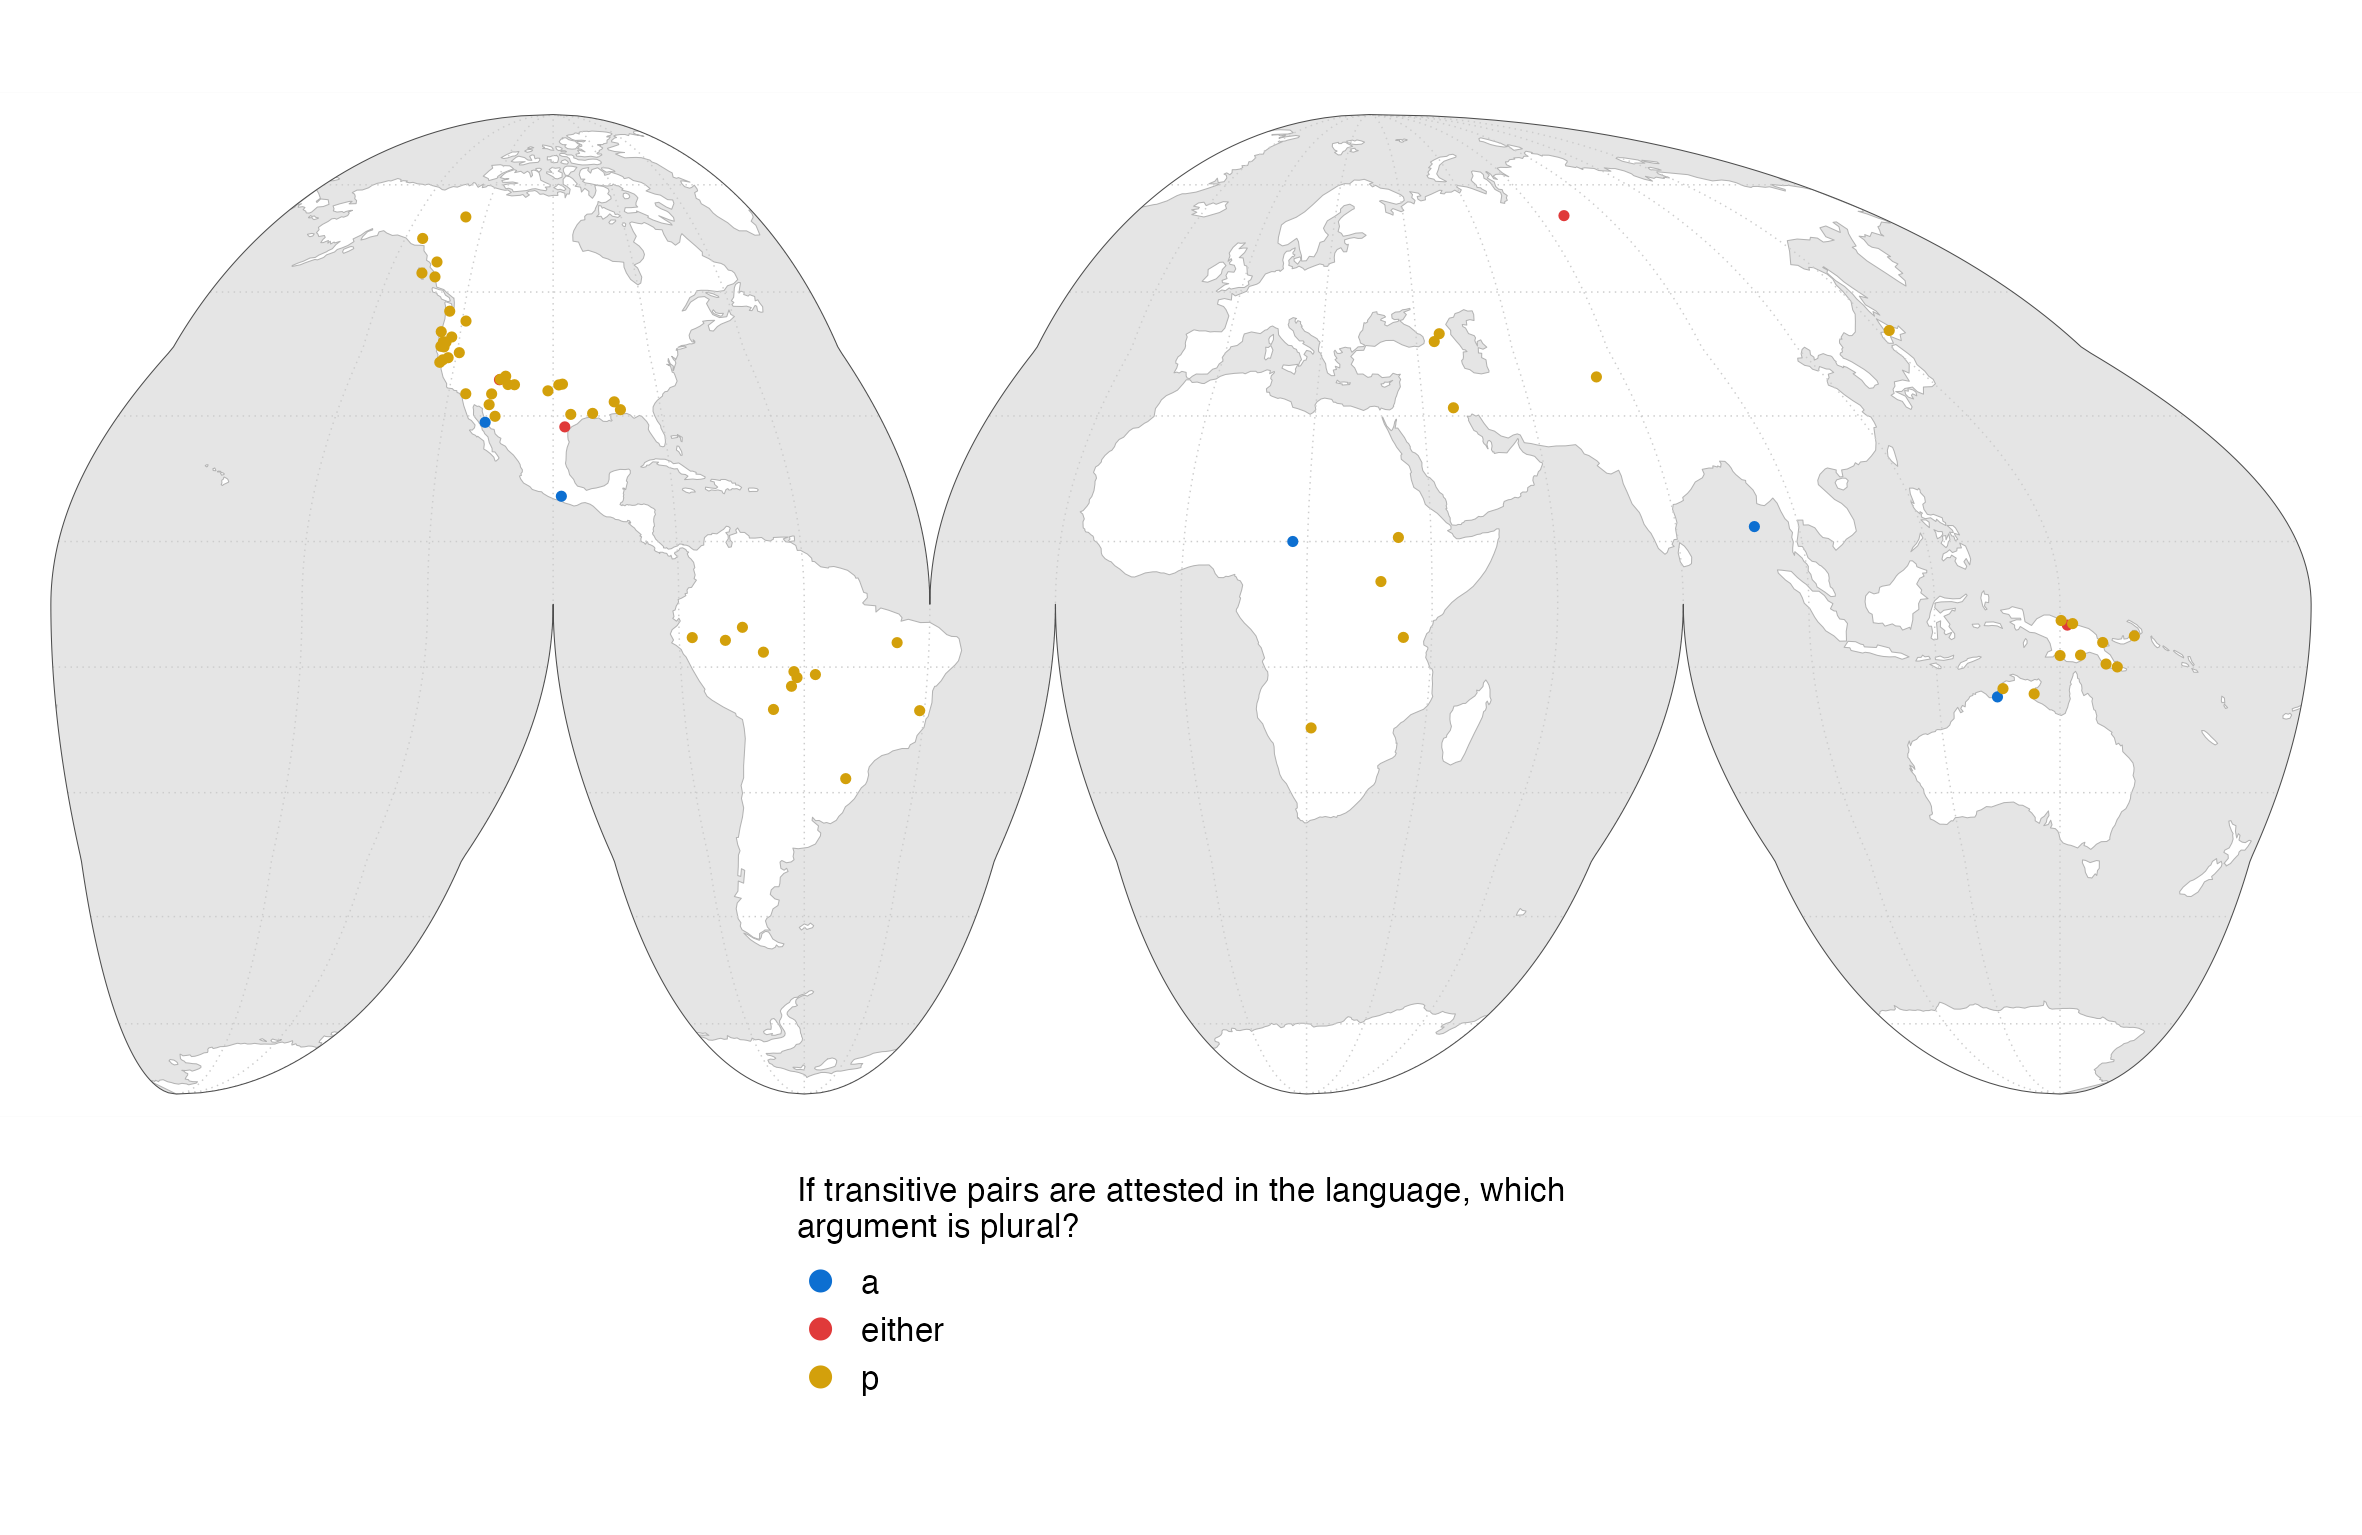 If transitive pairs are attested in the language, which
argument is plural?
a
either
p